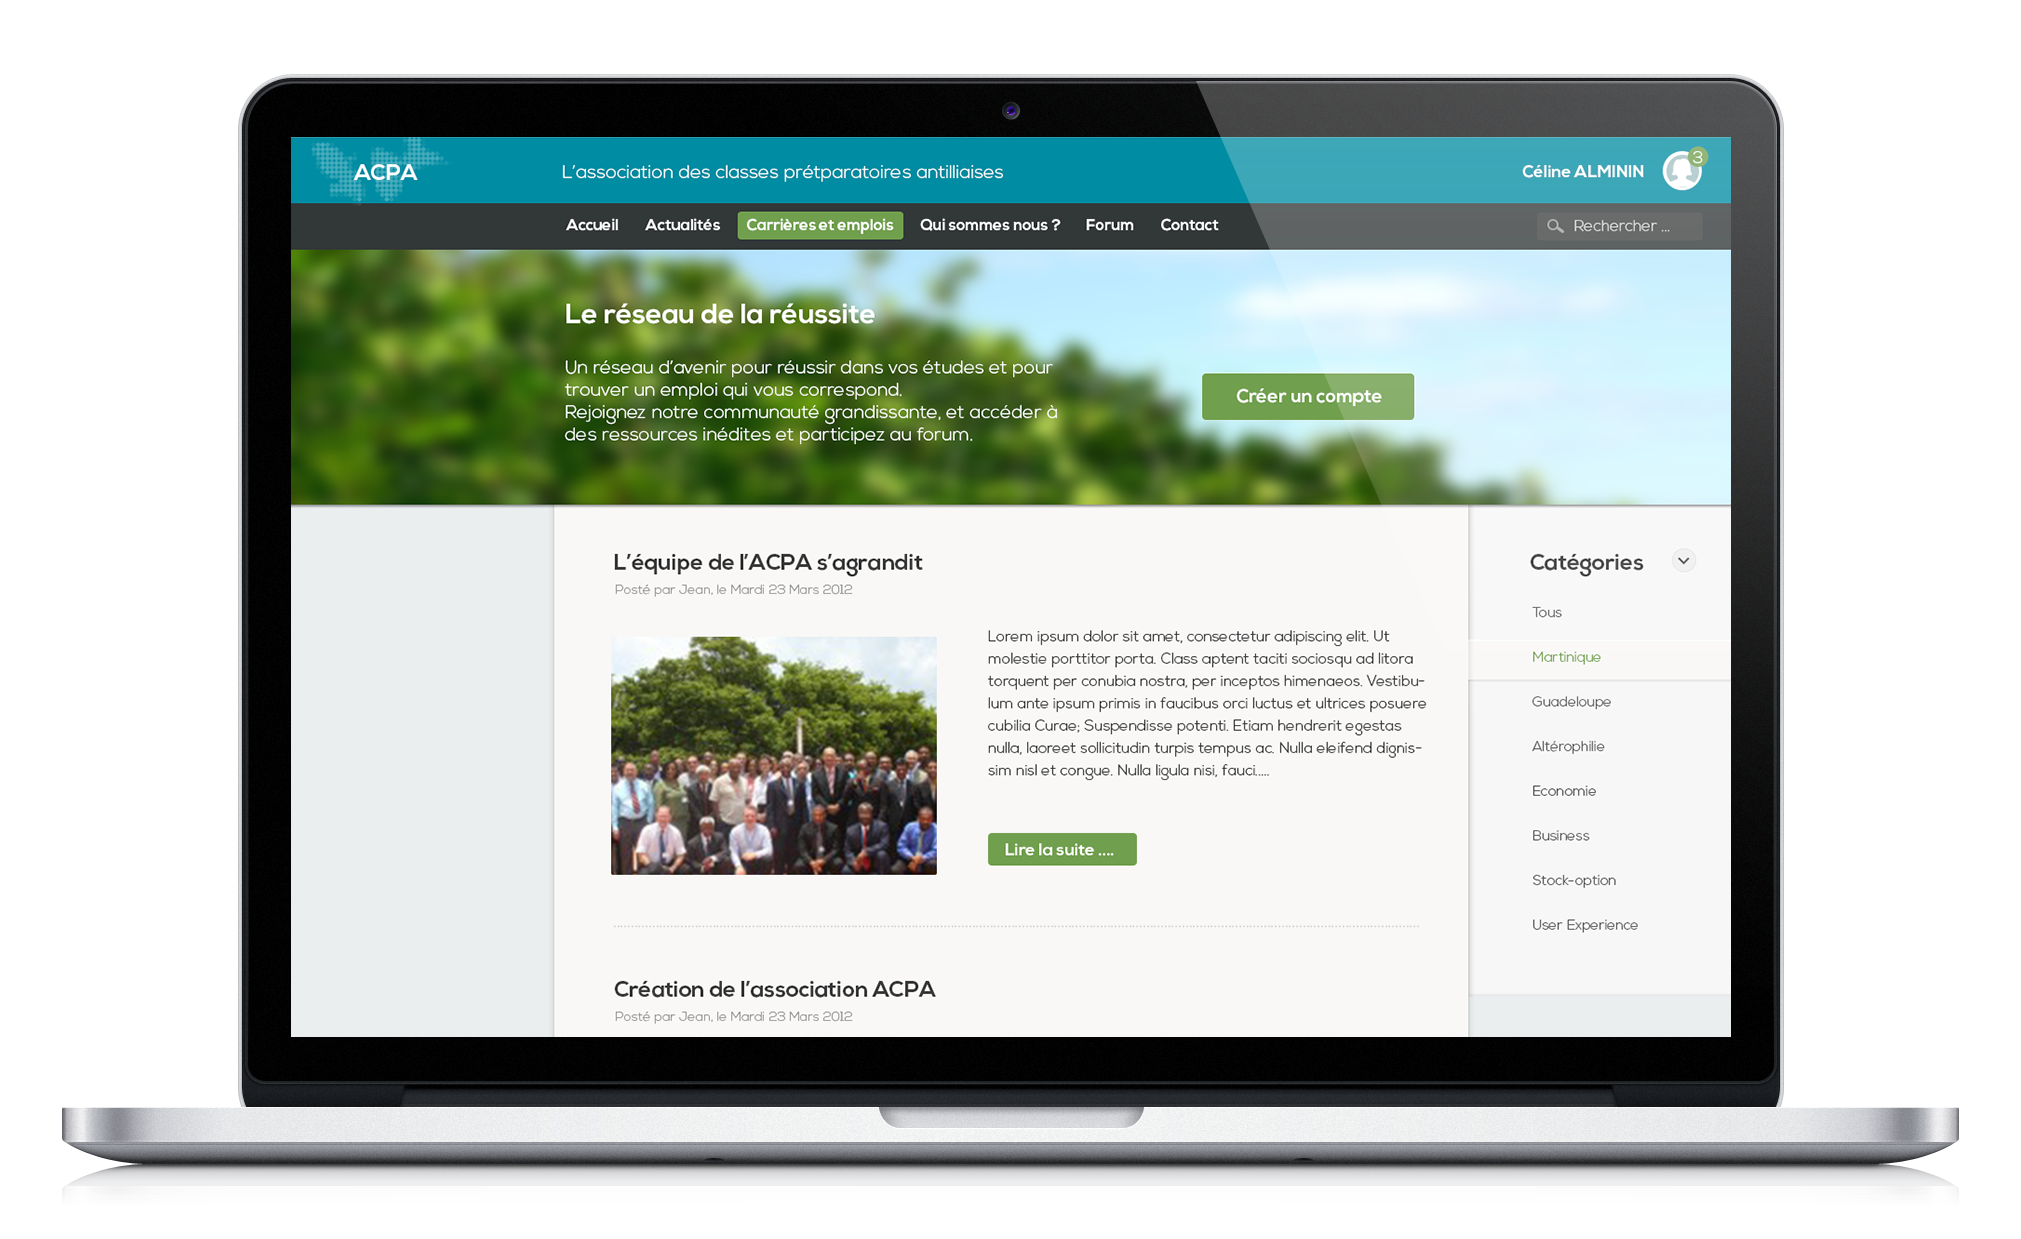 ACPA
L'association des classes prétparatoires antilliaises
Céline ALMININ
3
Accueil
Actualités
Carrières et emplois
Qui sommes nous ?
Forum
Contact
Rechercher ...
Le réseau de la réussite
Un réseau d'avenir pour réussir dans vos études et pour
trouver un emploi qui vous correspond.
Rejoignez notre communauté grandissante, et accéder à
des ressources inédites et participez au forum.
Créer un compte
L'équipe de l'ACPA s'agrandit
Posté par Jean, le Mardi 23 Mars 2012
Lorem ipsum dolor sit amet, consectetur adipiscing elit. Ut
molestie porttitor porta. Class aptent taciti sociosqu ad litora
torquent per conubia nostra, per inceptos himenaeos. Vestibu-
lum ante ipsum primis in faucibus orci luctus et ultrices posuere
cubilia Curae; Suspendisse potenti. Etiam hendrerit egestas
nulla, laoreet sollicitudin turpis tempus ac. Nulla eleifend dignis-
sim nisl et congue. Nulla ligula nisi, fauci.....
Lire la suite ....
Création de l'association ACPA
Posté par Jean, le Mardi 23 Mars 2012
Catégories
Tous
Martinique
Guadeloupe
Altérophilie
Economie
Business
Stock-option
User Experience